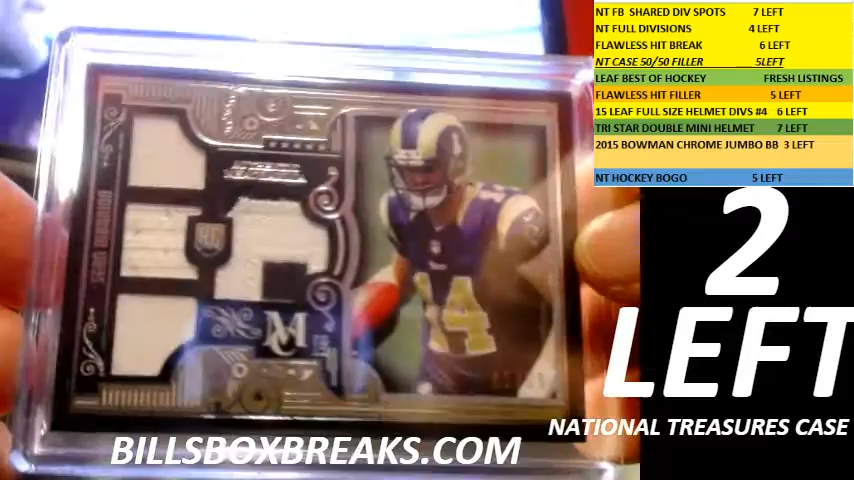 NT FB SHARED DIV SPOTS 7 LEFT
NT FULL DIVISIONS 4 LEFT
FLAWLESS HIT BREAK 6 LEFT
NT CASE 50/50 FILLER 5LEFT
LEAF BEST OF HOCKEY FRESH LISTINGS
FLAWLESS HIT FILLER 5 LEFT
15 LEAF FULL SIZE HELMET DIVS #4 6 LEFT
TRI STAR DOUBLE MINI HELMET 7 LEFT
2015 BOWMAN CHROME JUMBO BB 3 LEFT
NT HOCKEY BOGO 5 LEFT
2
LEFT
NATIONAL TREASURES CASE
14
BILLSBOXBREAKS.COM